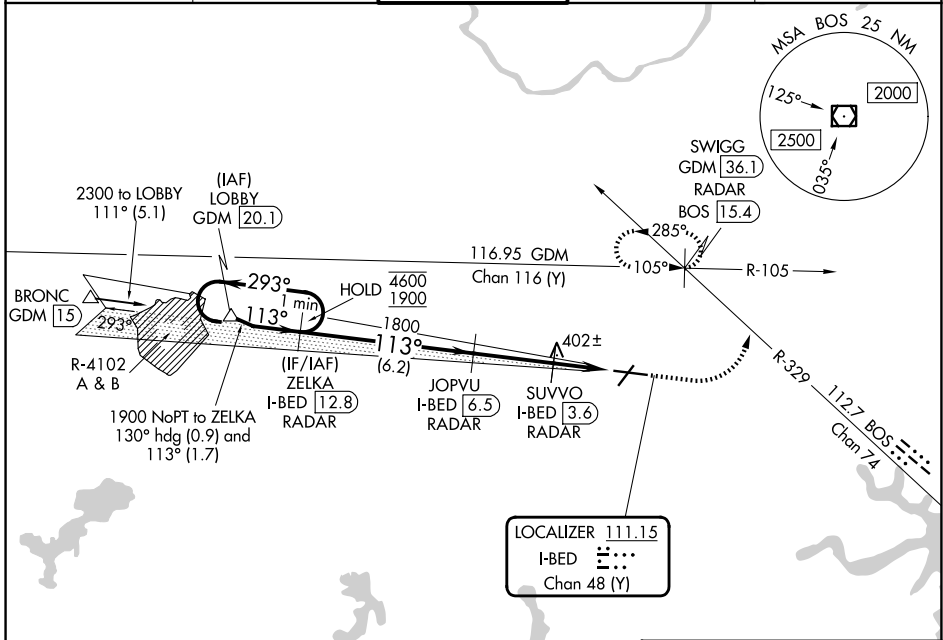 MSA BOS 25 NM
125°
2000
2500
035°
SWIGG
GDM 36.1
RADAR
BOS 15.4
2300 to LOBBY
111° (5.1)
(IAF)
LOBBY
GDM 20.1
285°
105°
116.95 GDM
Chan 116 (Y)
R-105
BRONC
GDM 15
293°
293°
1 min
113°
HOLD 4600
1900
1800
113°
(6.2)
402±
R-4102
A & B
(IF/IAF)
ZELKA
I-BED 12.8
RADAR
JOPVU
I-BED 6.5
RADAR
SUVVO
I-BED 3.6
RADAR
R-329
112.7 BOS
Chan 74
1900 NoPT to ZELKA
130° hdg (0.9) and
113° (1.7)
LOCALIZER 111.15
I-BED
Chan 48 (Y)